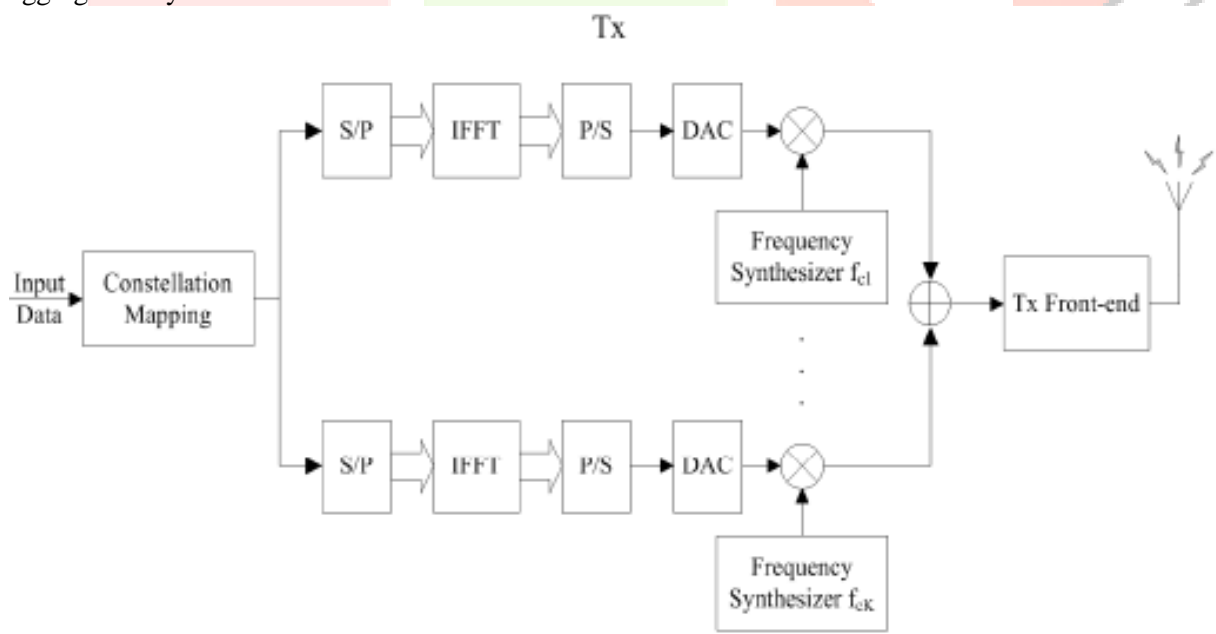 Tx
S/P
IFFT
P/S
DAC
Frequency
Synthesizer f_c1
Input
Data
Constellation
Mapping
Tx Front-end
.
.
.
S/P
IFFT
P/S
DAC
Frequency
Synthesizer f_cK